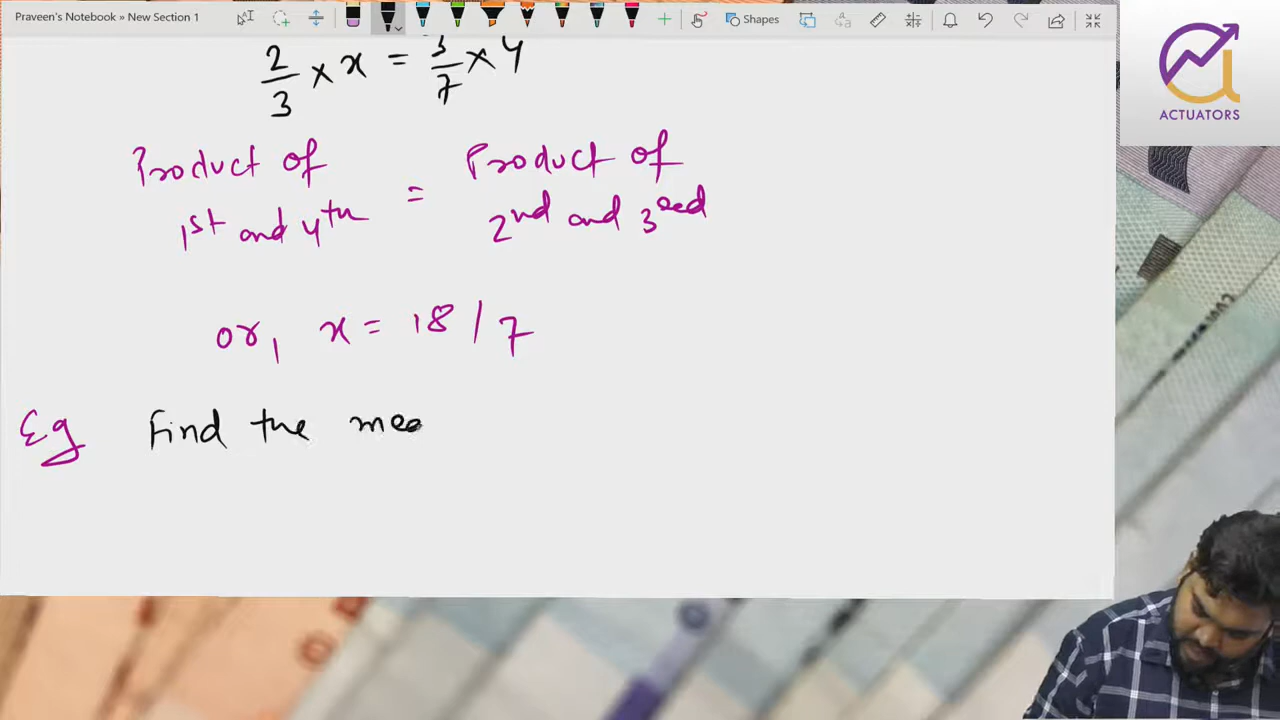 Praveen's Notebook » New Section 1
Shapes
ACTUATORS
2/3 × x = 3/7 × 4
Product of 1st and 4th = Product of 2nd and 3red
or, x = 18 / 7
Eg Find the mea